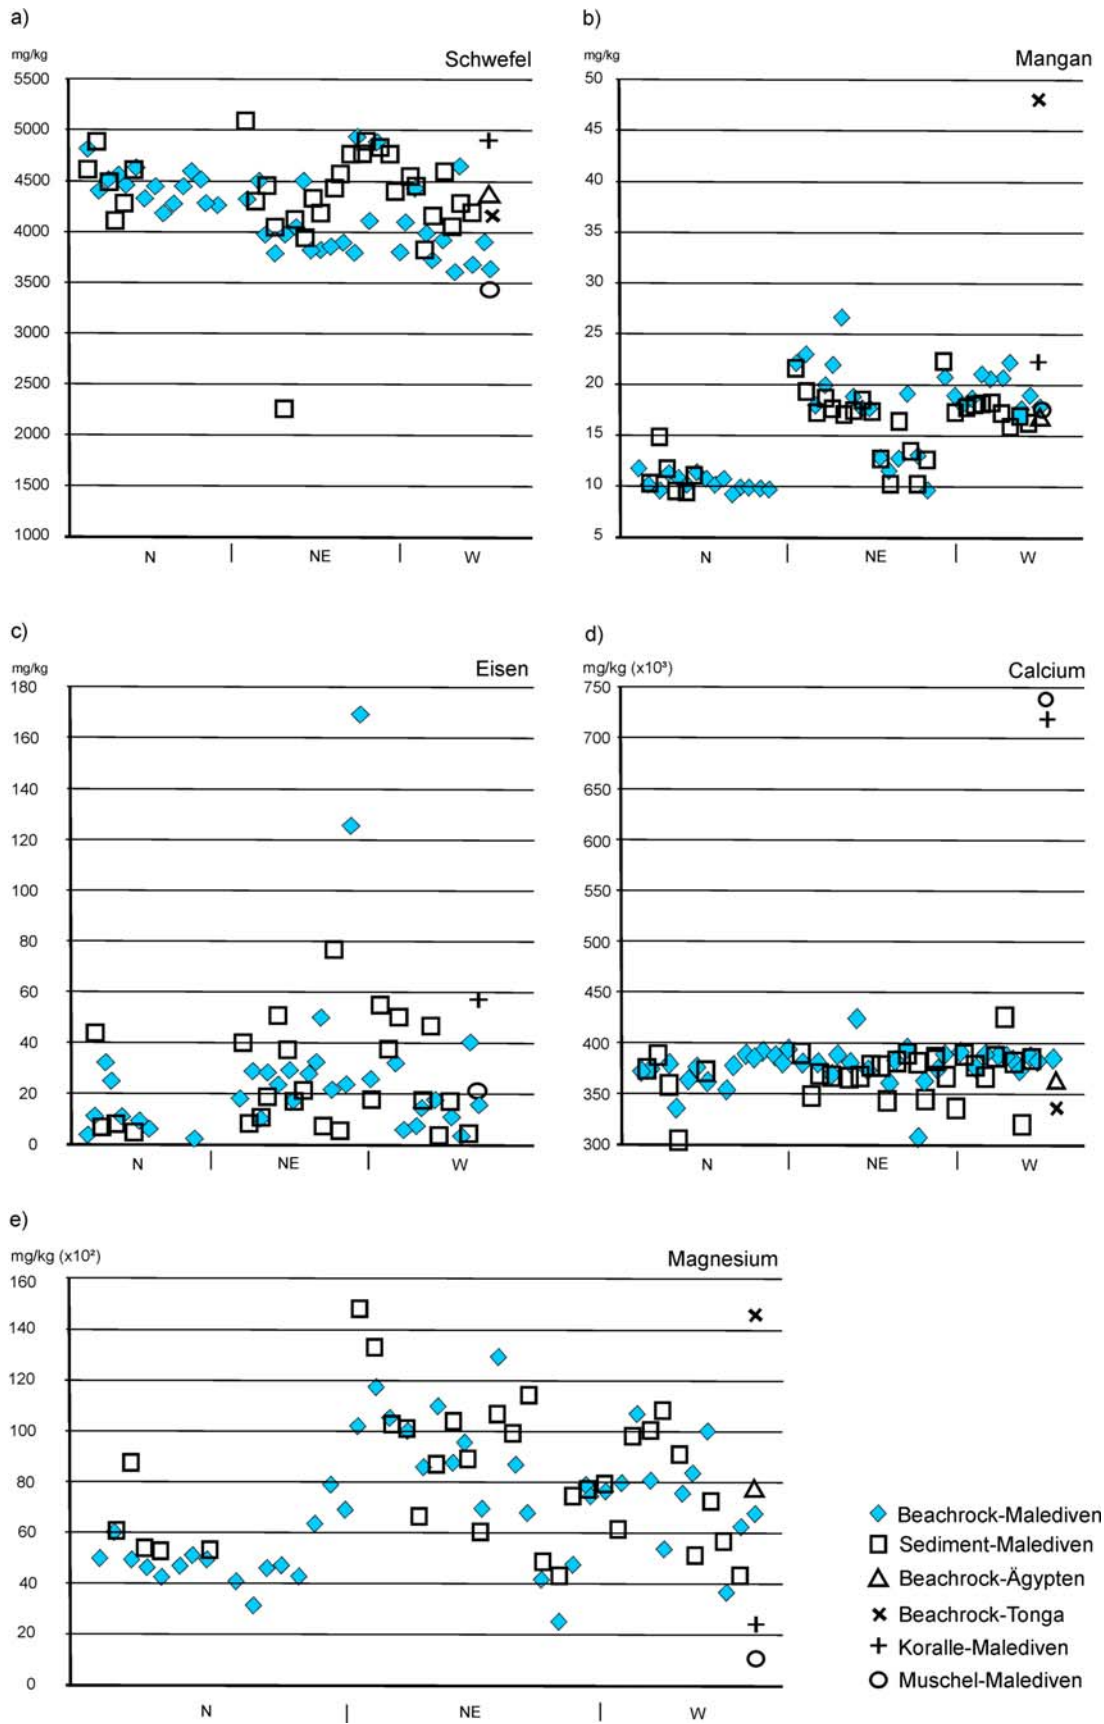 a)
mg/kg
Schwefel
5500
5000
4500
4000
3500
3000
2500
2000
1500
1000
N | NE | W
b)
mg/kg
Mangan
50
45
40
35
30
25
20
15
10
5
N | NE | W
c)
mg/kg
Eisen
180
160
140
120
100
80
60
40
20
0
N | NE | W
d)
mg/kg (x10³)
Calcium
750
700
650
600
550
500
450
400
350
300
N | NE | W
e)
mg/kg (x10²)
Magnesium
160
140
120
100
80
60
40
20
0
N | NE | W
Beachrock-Malediven
Sediment-Malediven
Beachrock-Ägypten
Beachrock-Tonga
Koralle-Malediven
Muschel-Malediven